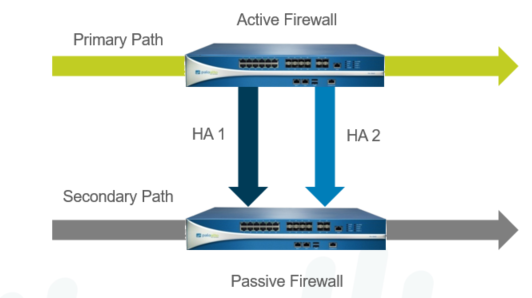 Active Firewall
Primary Path
HA 1
HA 2
Secondary Path
Passive Firewall